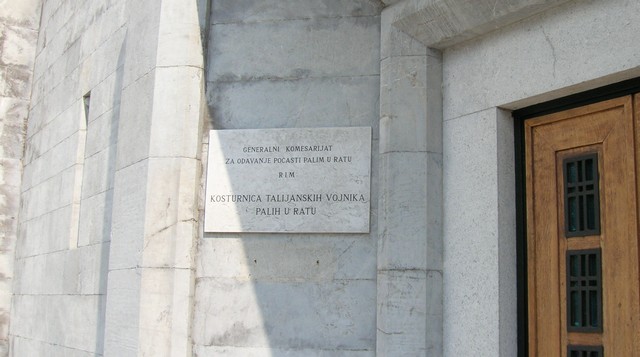 GENERALNI KOMESARIJAT
ZA ODAVANJE POČASTI PALIM U RATU
RIM
KOSTURNICA TALIJANSKIH VOJNIKA
PALIH U RATU